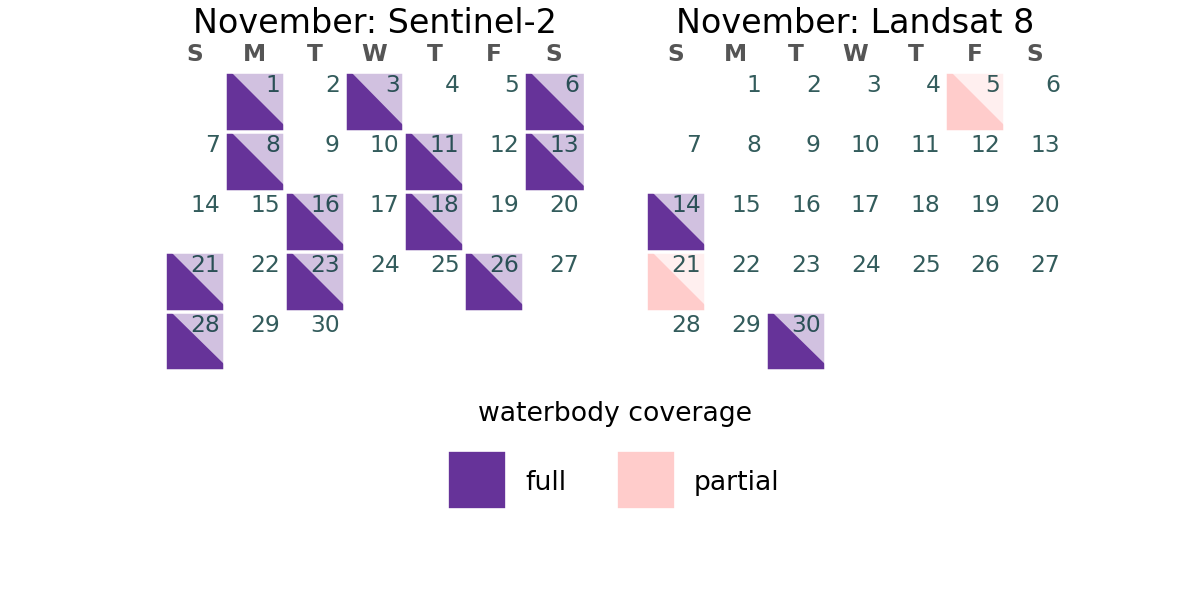 November: Sentinel-2
S M T W T F S
1 2 3 4 5 6
7 8 9 10 11 12 13
14 15 16 17 18 19 20
21 22 23 24 25 26 27
28 29 30
November: Landsat 8
S M T W T F S
1 2 3 4 5 6
7 8 9 10 11 12 13
14 15 16 17 18 19 20
21 22 23 24 25 26 27
28 29 30
waterbody coverage
full
partial